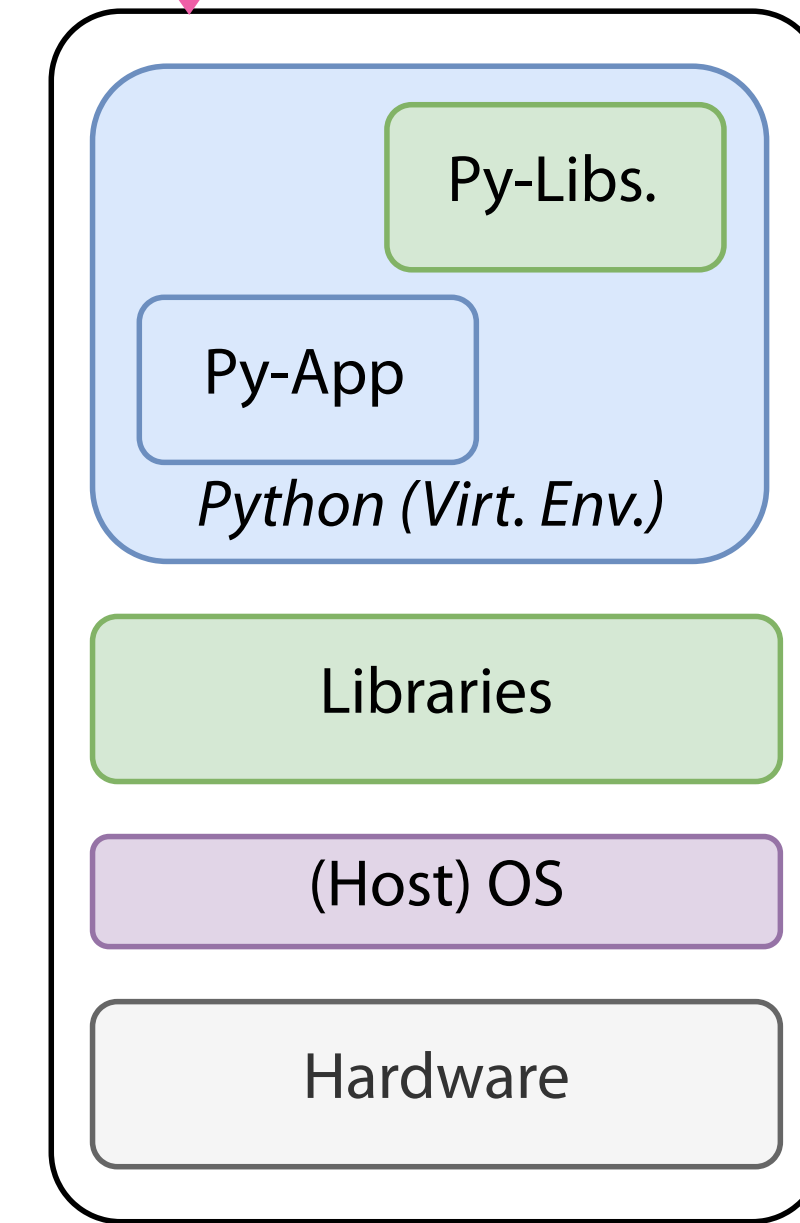 Py-Libs.
Py-App
Python (Virt. Env.)
Libraries
(Host) OS
Hardware